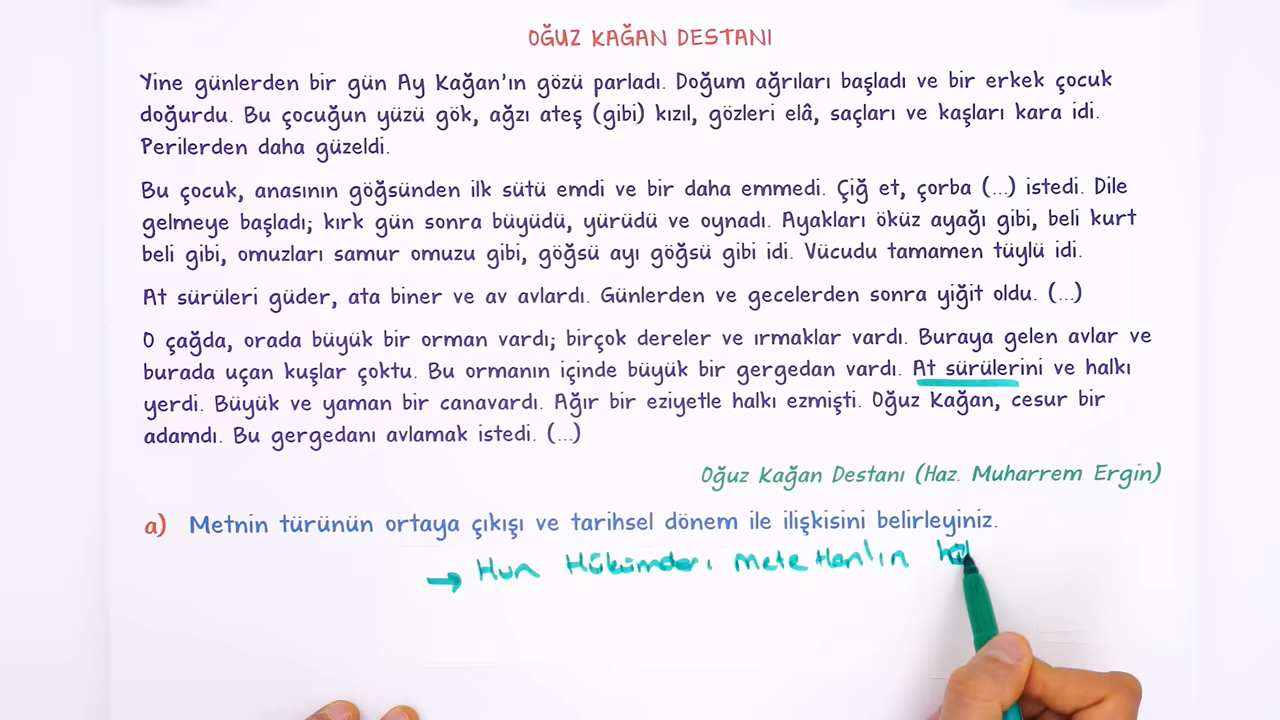 OĞUZ KAĞAN DESTANI
Yine günlerden bir gün Ay Kağan'ın gözü parladı. Doğum ağrıları başladı ve bir erkek çocuk
doğurdu. Bu çocuğun yüzü gök, ağzı ateş (gibi) kızıl, gözleri elâ, saçları ve kaşları kara idi.
Perilerden daha güzeldi.
Bu çocuk, anasının göğsünden ilk sütü emdi ve bir daha emmedi. Çiğ et, çorba (...) istedi. Dile
gelmeye başladı; kırk gün sonra büyüdü, yürüdü ve oynadı. Ayakları öküz ayağı gibi, beli kurt
beli gibi, omuzları samur omuzu gibi, göğsü ayı göğsü gibi idi. Vücudu tamamen tüylü idi.
At sürüleri güder, ata biner ve av avlardı. Günlerden ve gecelerden sonra yiğit oldu. (...)
O çağda, orada büyük bir orman vardı; birçok dereler ve ırmaklar vardı. Buraya gelen avlar ve
burada uçan kuşlar çoktu. Bu ormanın içinde büyük bir gergedan vardı. At sürülerini ve halkı
yerdi. Büyük ve yaman bir canavardı. Ağır bir eziyetle halkı ezmişti. Oğuz Kağan, cesur bir
adamdı. Bu gergedanı avlamak istedi. (...)
Oğuz Kağan Destanı (Haz. Muharrem Ergin)
a) Metnin türünün ortaya çıkışı ve tarihsel dönem ile ilişkisini belirleyiniz.
→ Hun Hükümdarı Mete Han'ın